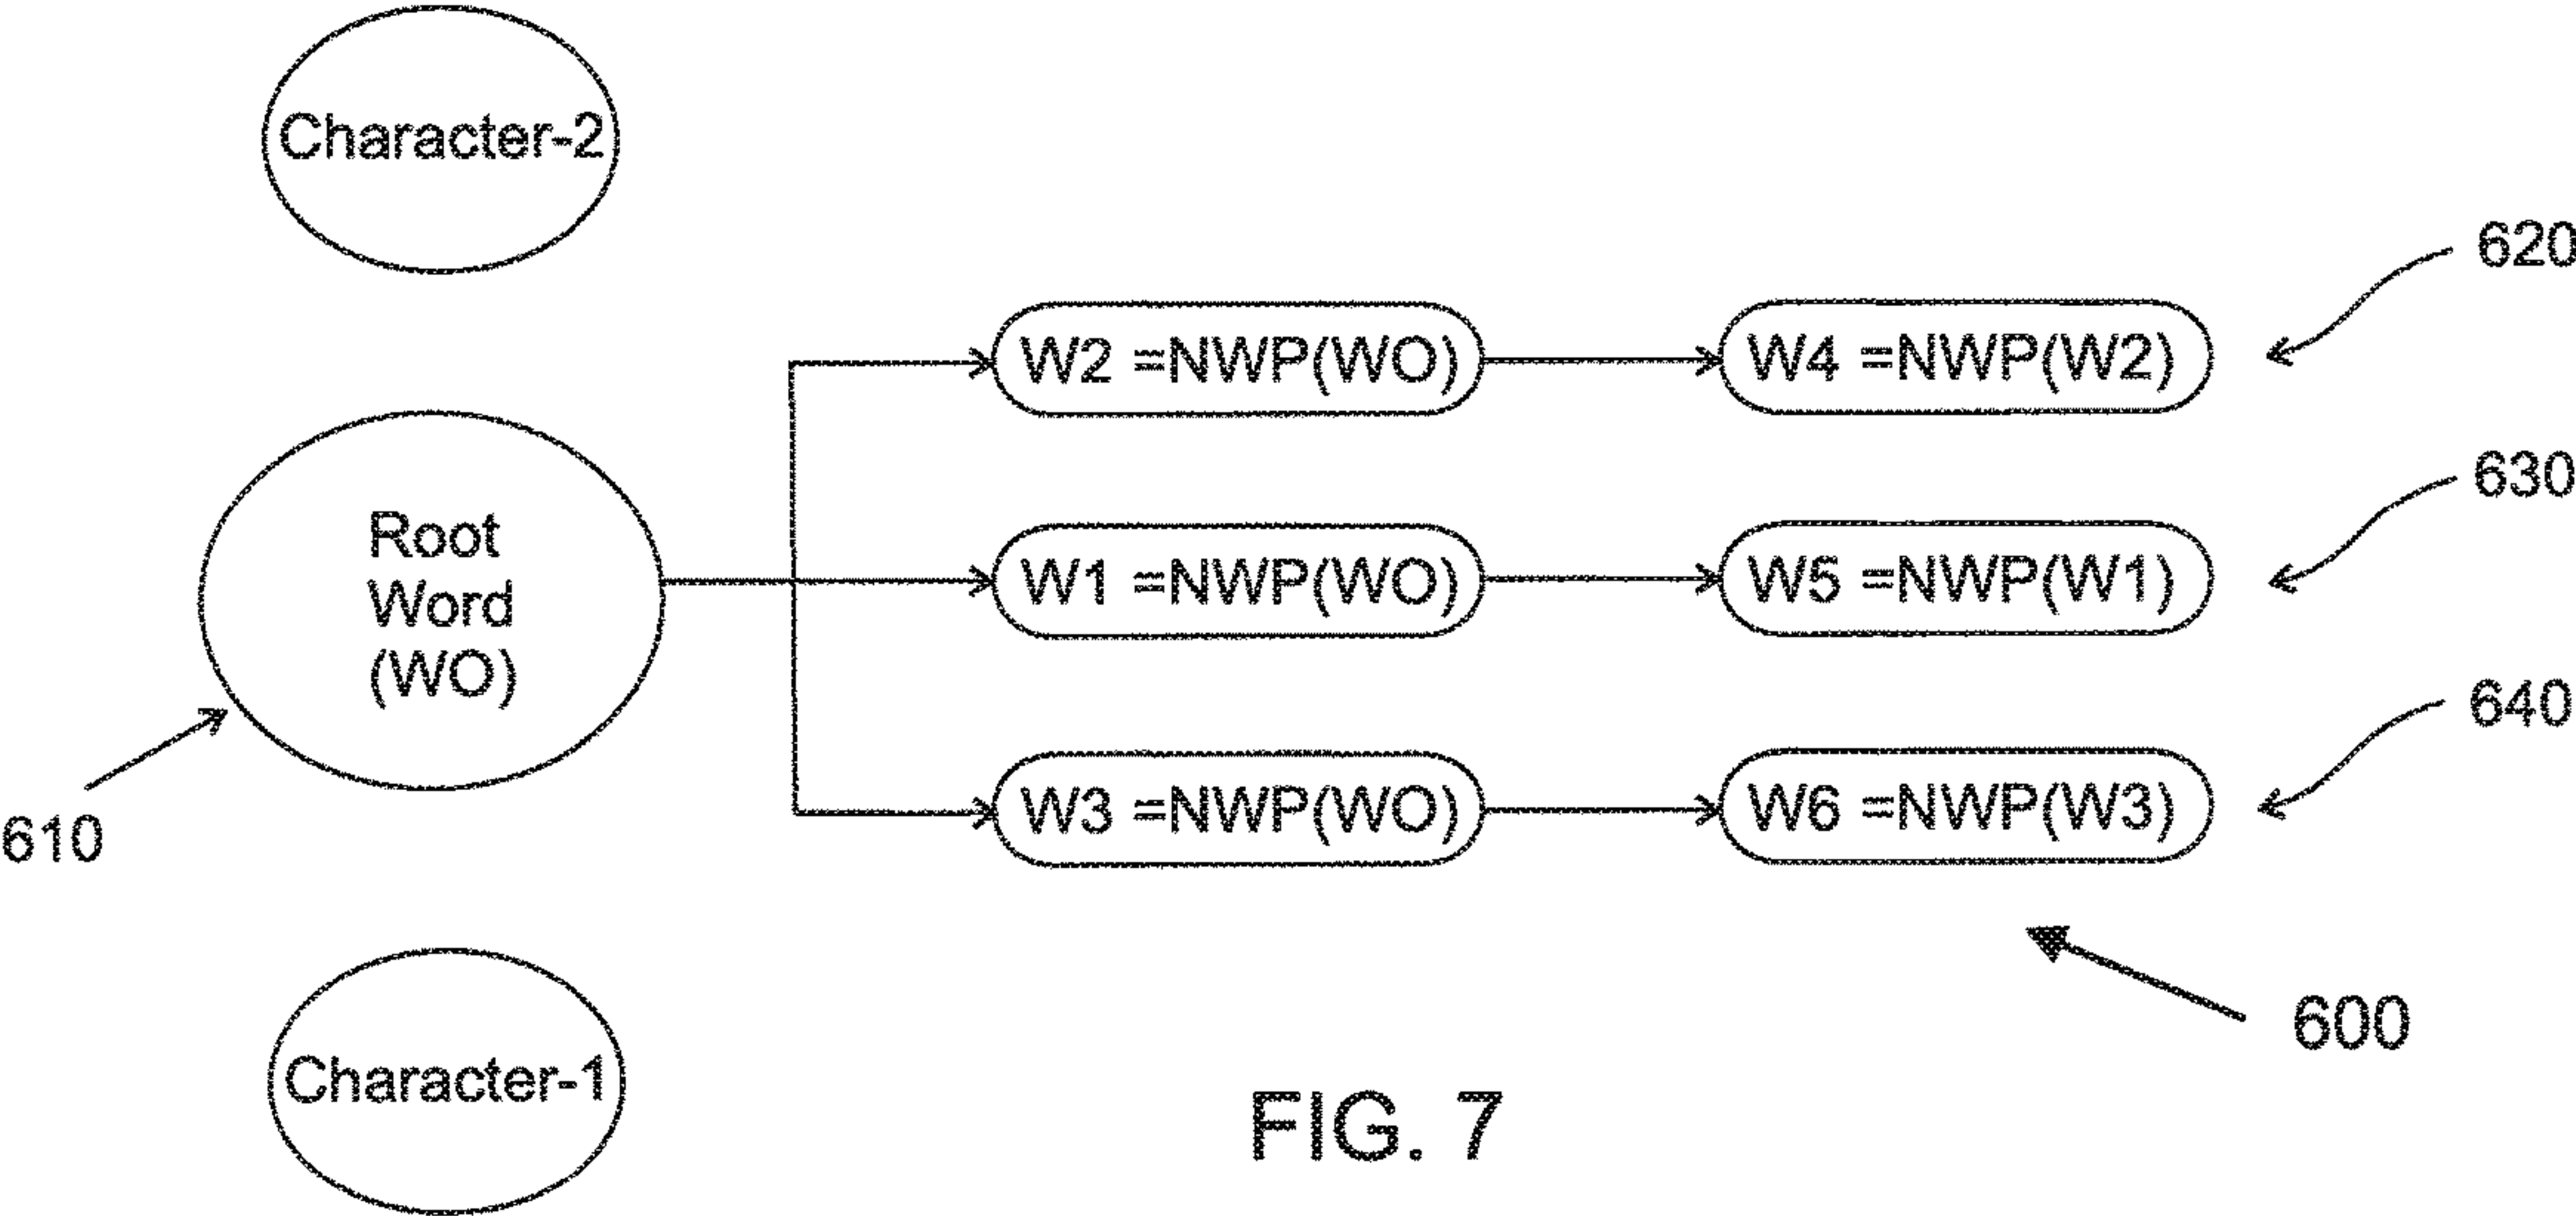 Character-2
620
W2 =NWP(WO)
W4 =NWP(W2)
630
Root
Word
(WO)
W1 =NWP(WO)
W5 =NWP(W1)
640
610
W3 =NWP(WO)
W6 =NWP(W3)
600
Character-1
FIG. 7